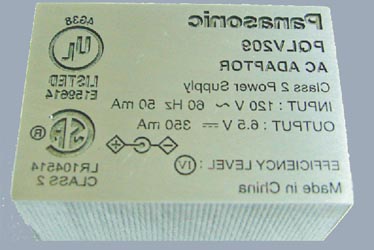 Panasonic
PQLV209
AC ADAPTOR
Class 2 Power Supply
INPUT : 120 V ~ 60 Hz 50 mA
OUTPUT : 6.5 V ⎓ 350 mA
EFFICIENCY LEVEL : IV
Made in China
AG38
UL
LISTED
E159614
®
LR104514
CLASS 2